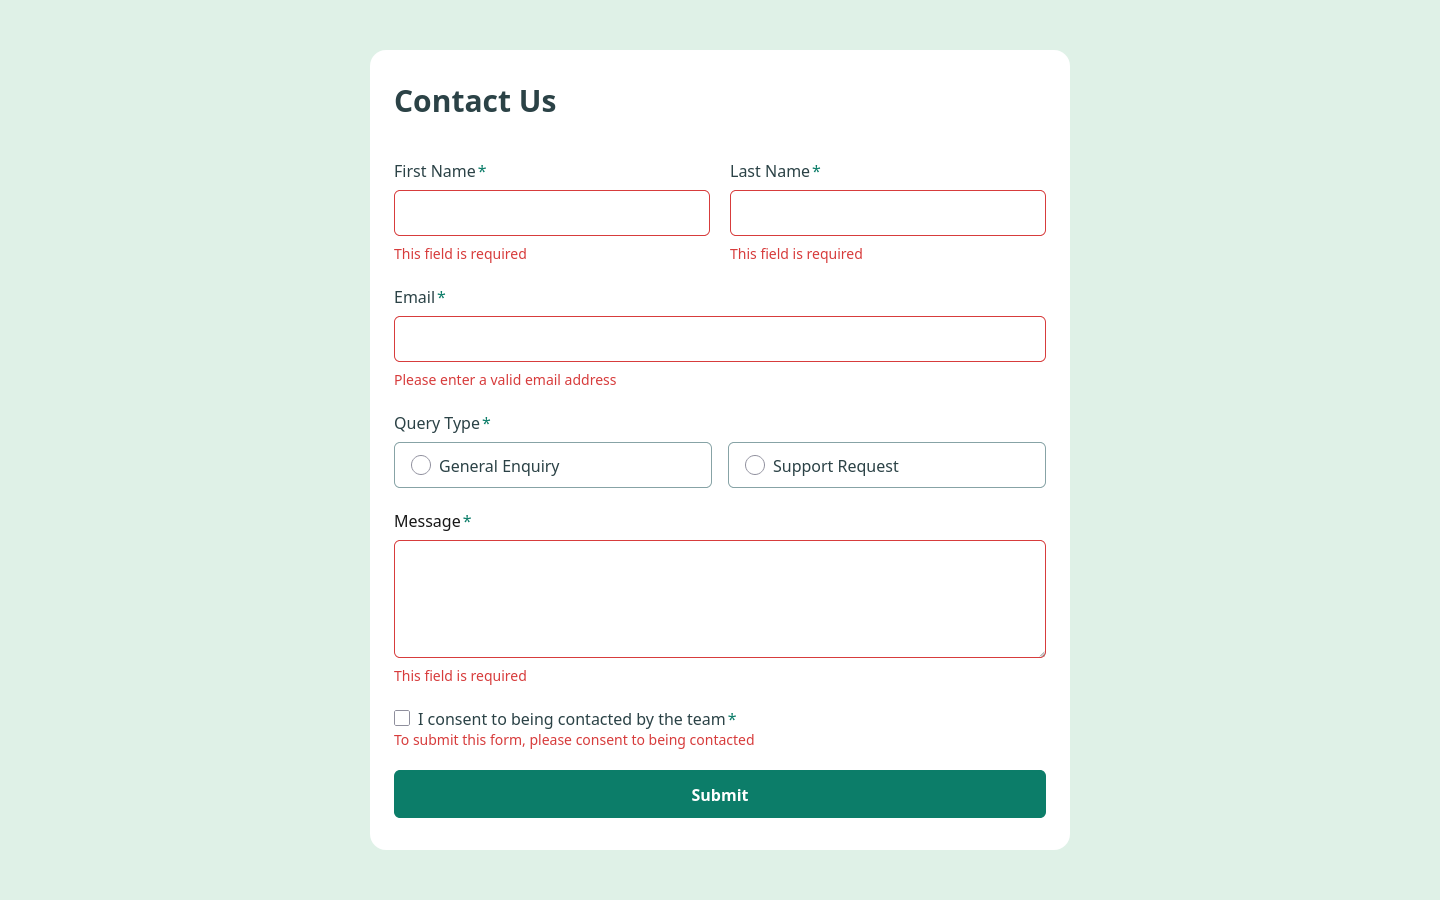 Contact Us
First Name*
Last Name*
This field is required
This field is required
Email*
Please enter a valid email address
Query Type*
General Enquiry
Support Request
Message*
This field is required
I consent to being contacted by the team*
To submit this form, please consent to being contacted
Submit